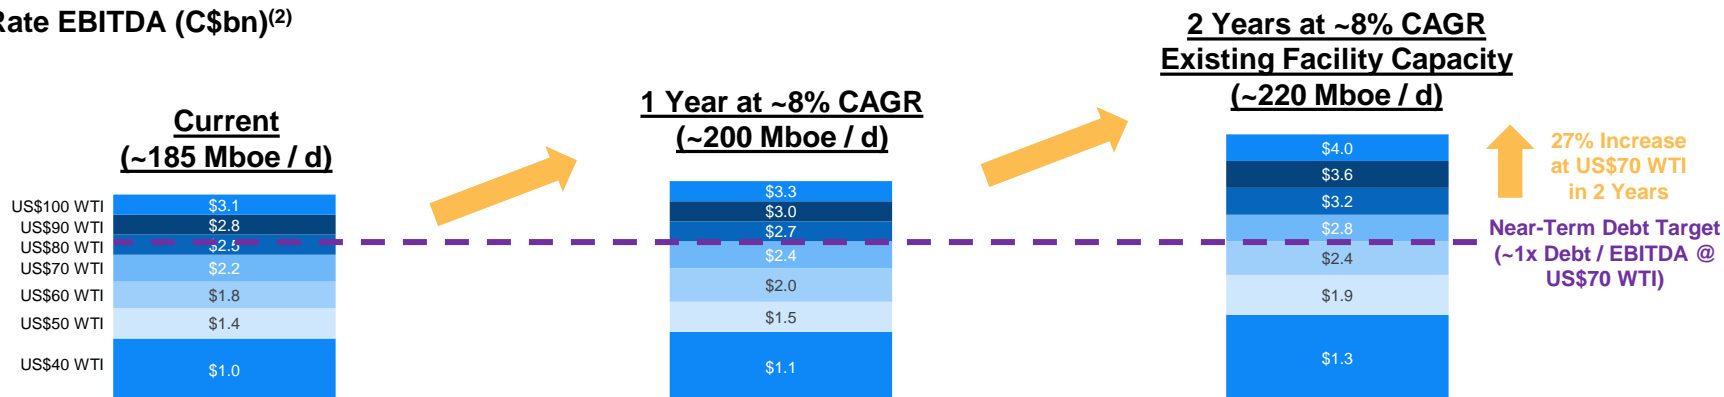 Rate EBITDA (C$bn)(2)
2 Years at ~8% CAGR
Existing Facility Capacity
(~220 Mboe / d)
1 Year at ~8% CAGR
(~200 Mboe / d)
Current
(~185 Mboe / d)
27% Increase
at US$70 WTI
in 2 Years
Near-Term Debt Target
(~1x Debt / EBITDA @
US$70 WTI)
US$100 WTI
US$90 WTI
US$80 WTI
US$70 WTI
US$60 WTI
US$50 WTI
US$40 WTI
$3.1
$2.8
$2.5
$2.2
$1.8
$1.4
$1.0
$3.3
$3.0
$2.7
$2.4
$2.0
$1.5
$1.1
$4.0
$3.6
$3.2
$2.8
$2.4
$1.9
$1.3